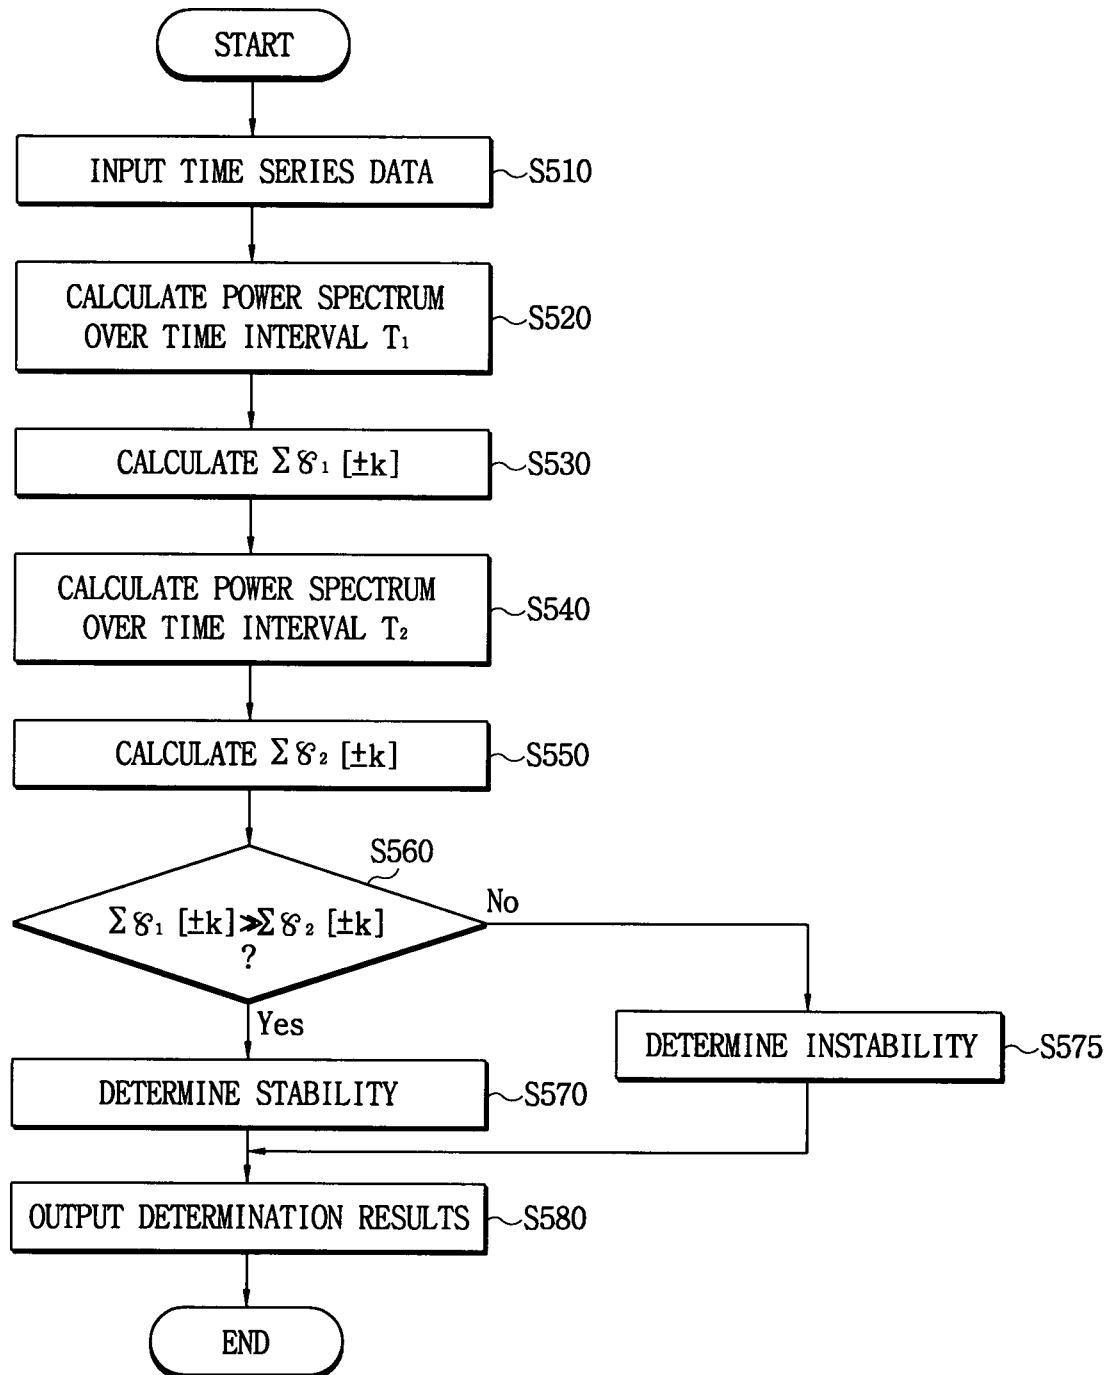 START
INPUT TIME SERIES DATA
S510
CALCULATE POWER SPECTRUM
OVER TIME INTERVAL T₁
S520
CALCULATE Σ℘₁ [±k]
S530
CALCULATE POWER SPECTRUM
OVER TIME INTERVAL T₂
S540
CALCULATE Σ℘₂ [±k]
S550
S560
Σ℘₁ [±k]≫Σ℘₂ [±k]
?
No
Yes
DETERMINE INSTABILITY
S575
DETERMINE STABILITY
S570
OUTPUT DETERMINATION RESULTS
S580
END